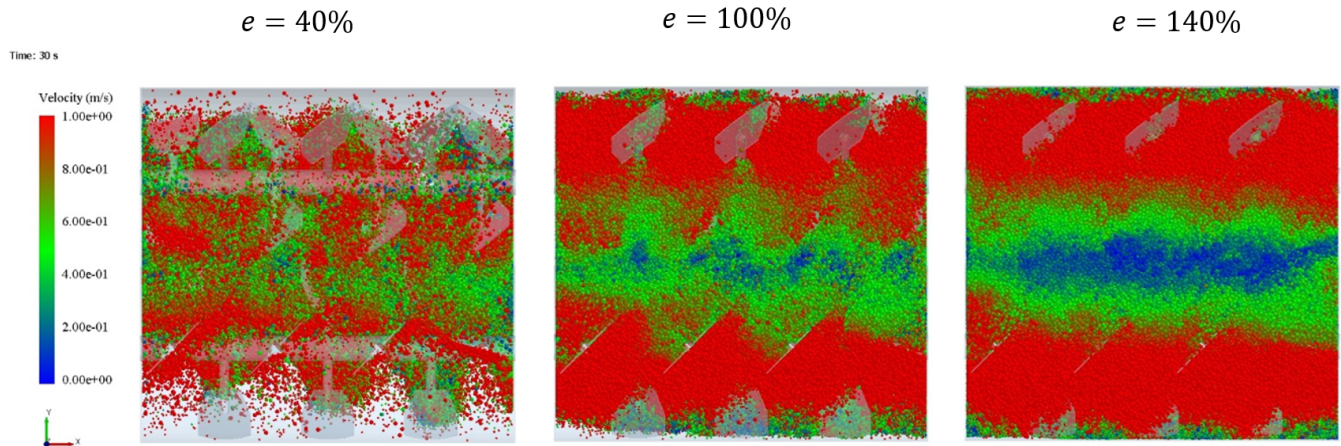 e = 40%
e = 100%
e = 140%
Time: 30 s
Velocity (m/s)
1.00e+00
8.00e-01
6.00e-01
4.00e-01
2.00e-01
0.00e+00
Y
X